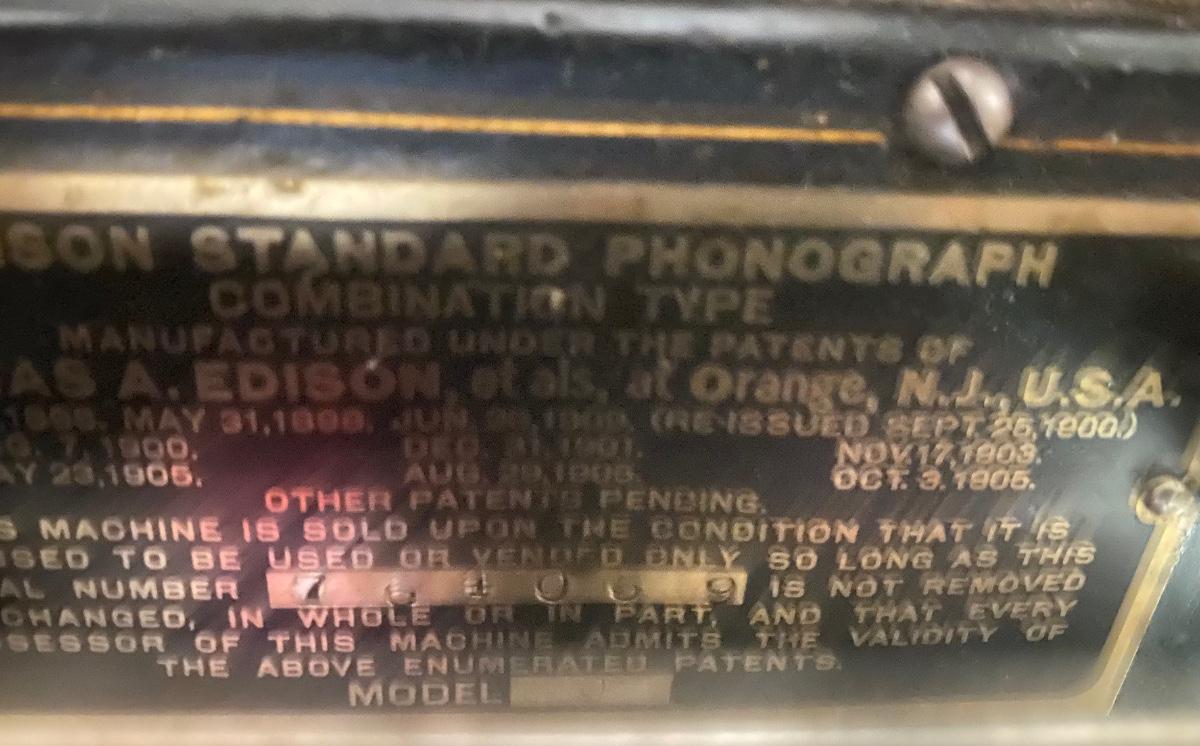 SON STANDARD PHONOGRAPH
COMBINATION TYPE
MANUFACTURED UNDER THE PATENTS OF
AS A. EDISON, et als, at Orange, N.J., U.S.A.
MAY 31, (RE-ISSUED SEPT. 25, 1900.)
7, 1900. DEC. 31, 1901. NOV. 17, 1903.
AY 23, 1905. AUG. OCT. 3, 1905.
OTHER PATENTS PENDING.
S MACHINE IS SOLD UPON THE CONDITION THAT IT IS
SED TO BE USED OR VENDED ONLY SO LONG AS THIS
AL NUMBER IS NOT REMOVED
CHANGED, IN WHOLE OR IN PART, AND THAT EVERY
SESSOR OF THIS MACHINE ADMITS THE VALIDITY OF
THE ABOVE ENUMERATED PATENTS.
MODEL